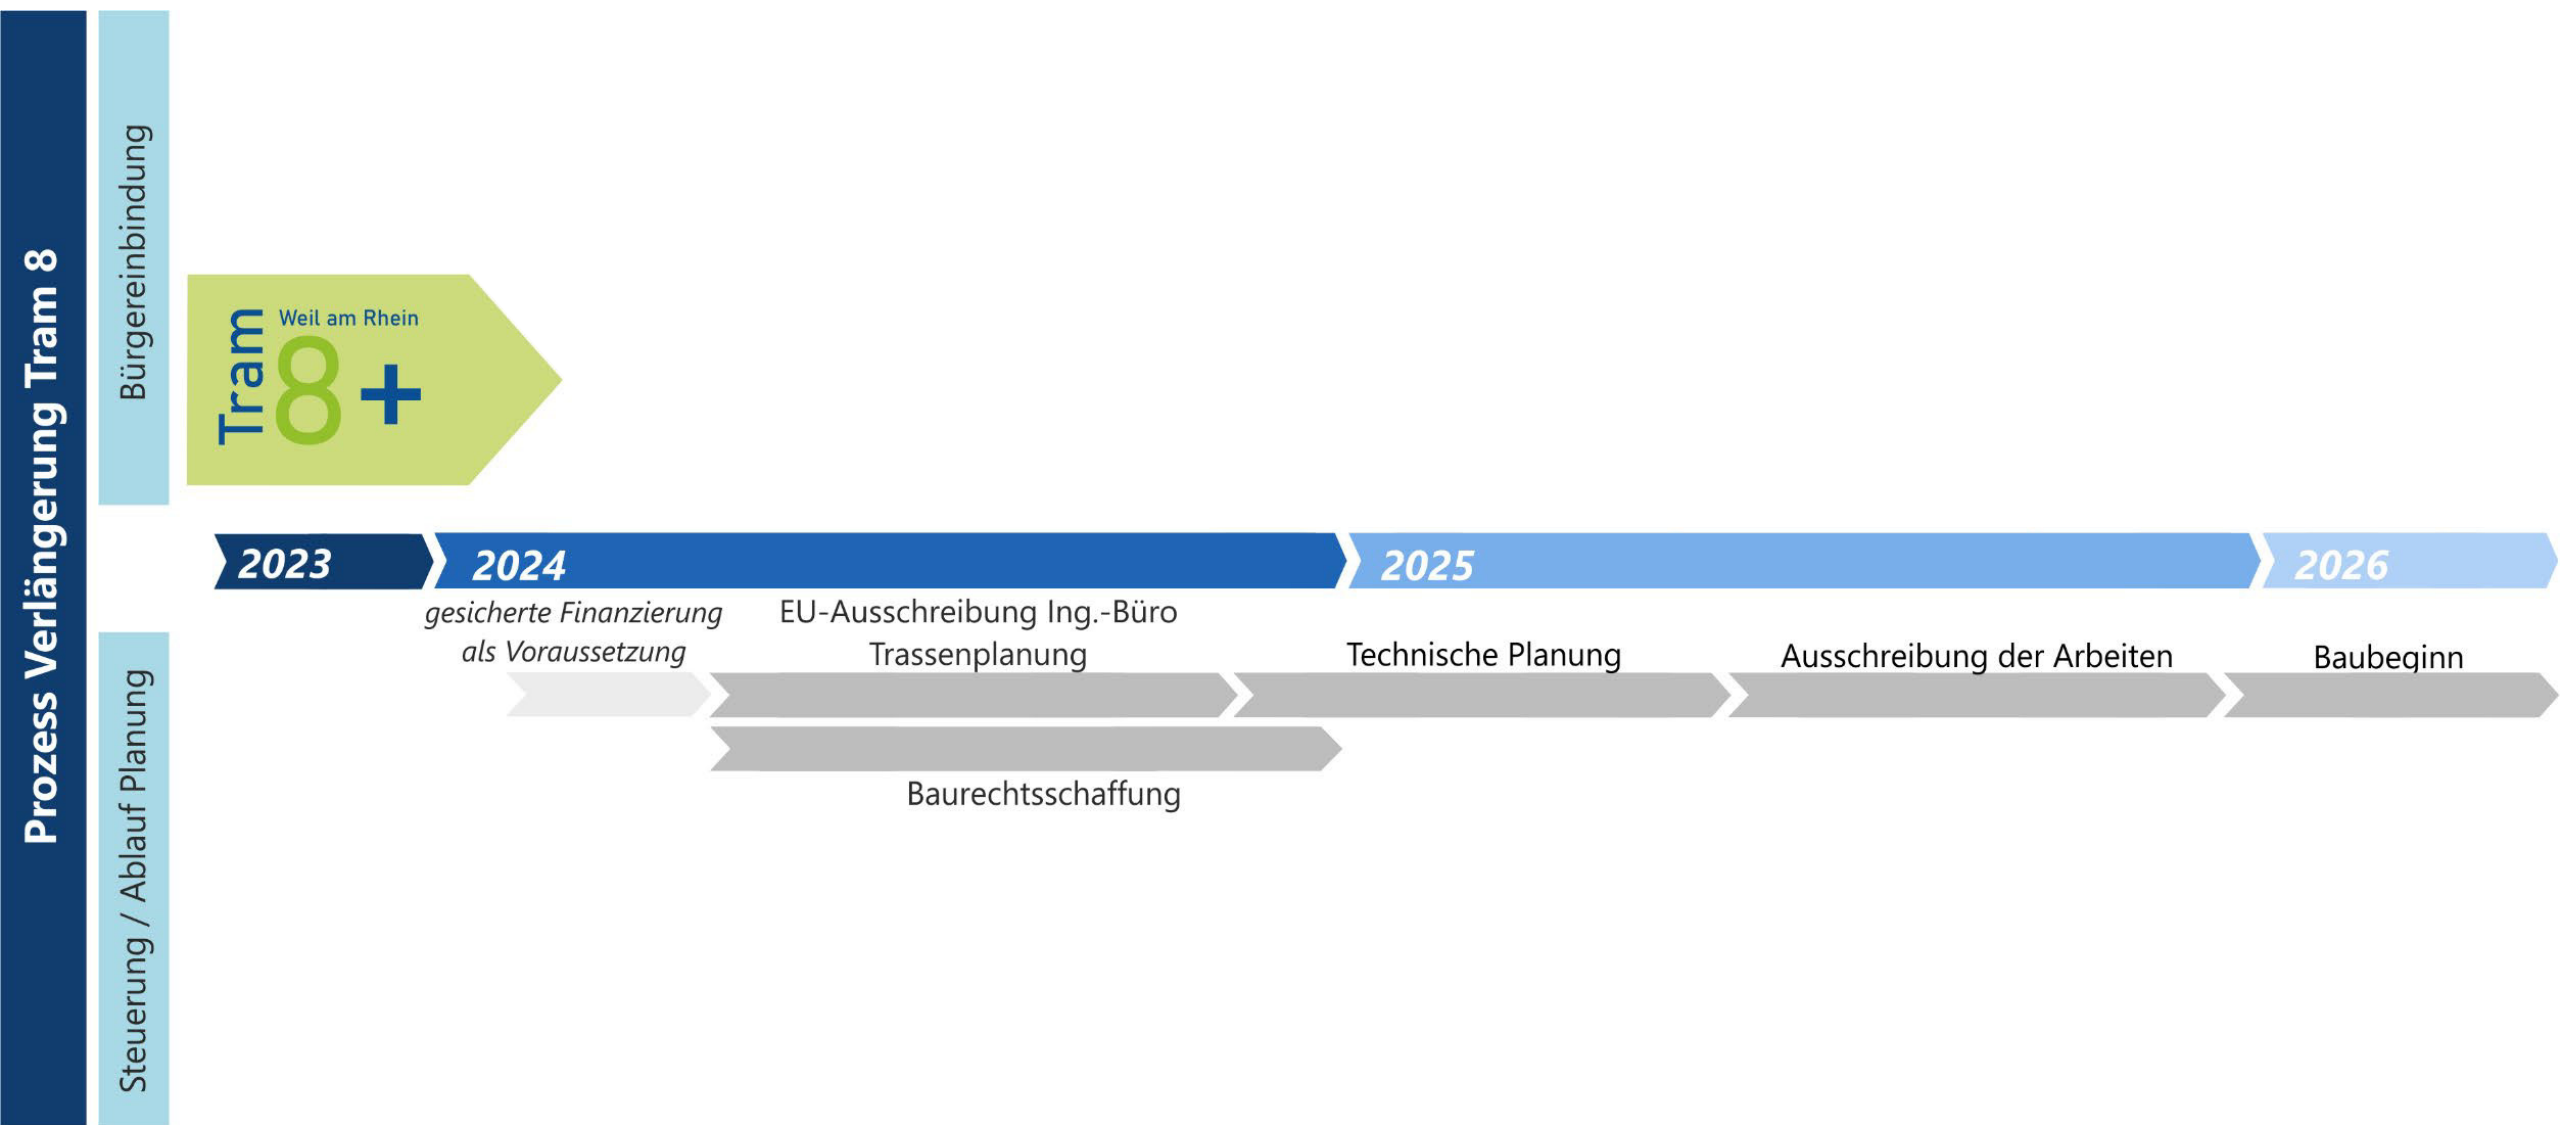 Prozess Verlängerung Tram 8
Bürgereinbindung
Tram
Weil am Rhein
8+
2023
2024
2025
2026
gesicherte Finanzierung
als Voraussetzung
EU-Ausschreibung Ing.-Büro
Trassenplanung
Technische Planung
Ausschreibung der Arbeiten
Baubeginn
Baurechtsschaffung
Steuerung / Ablauf Planung